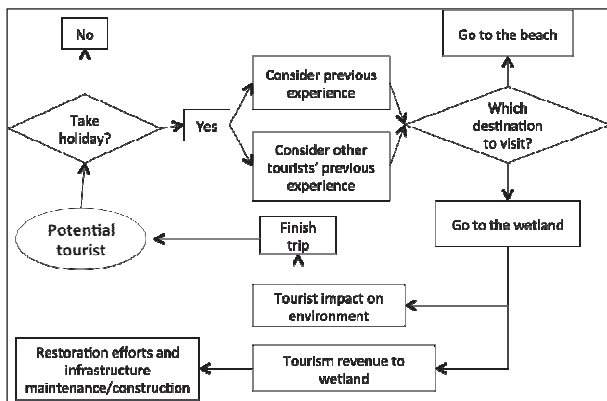 No
Go to the beach
Take
holiday?
Yes
Consider previous
experience
Consider other
tourists' previous
experience
Which
destination
to visit?
Potential
tourist
Finish
trip
Go to the wetland
Tourist impact on
environment
Restoration efforts and
infrastructure
maintenance/construction
Tourism revenue to
wetland